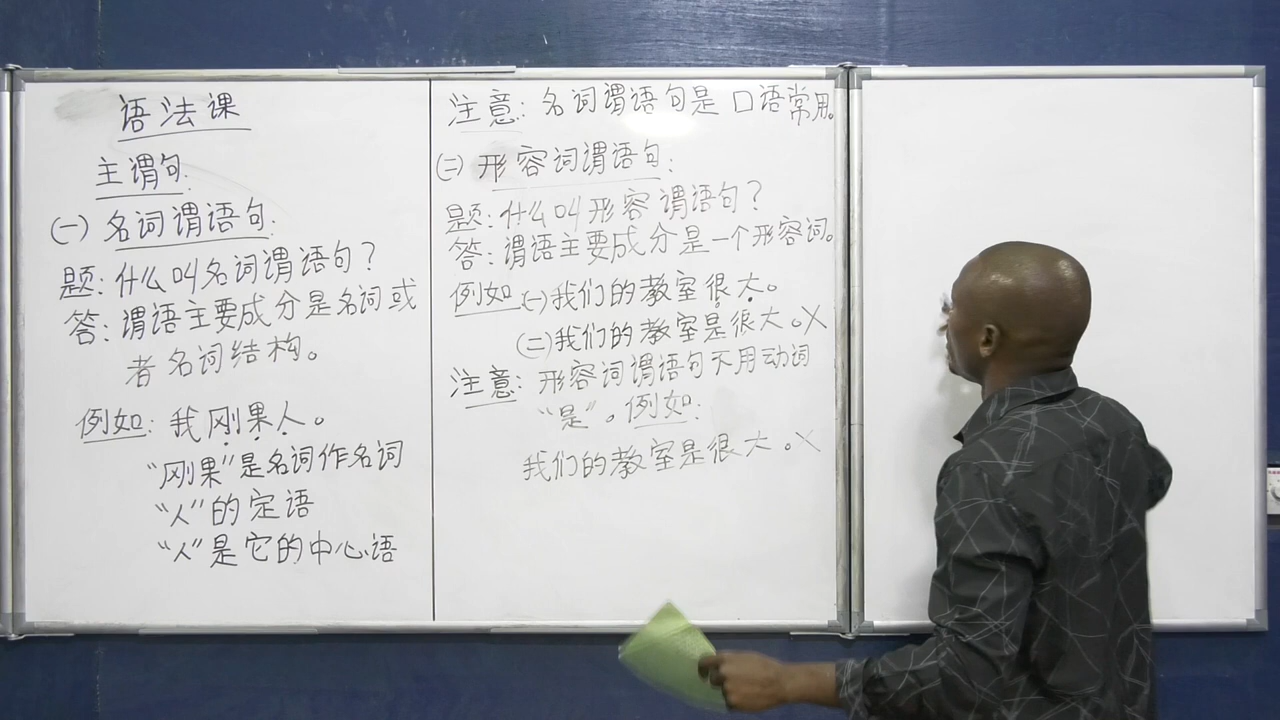 语法课
主谓句:
(一) 名词谓语句:
题: 什么叫名词谓语句?
答: 谓语主要成分是名词或
者名词结构。
例如: 我刚果人。
"刚果"是名词作名词
"人"的定语
"人"是它的中心语
注意: 名词谓语句是口语常用。
(二) 形容词谓语句:
题: 什么叫形容谓语句?
答: 谓语主要成分是一个形容词。
例如 (一) 我们的教室很大。
(二) 我们的教室是很大。X
注意: 形容词谓语句不用动词
"是"。例如:
我们的教室是很大。X